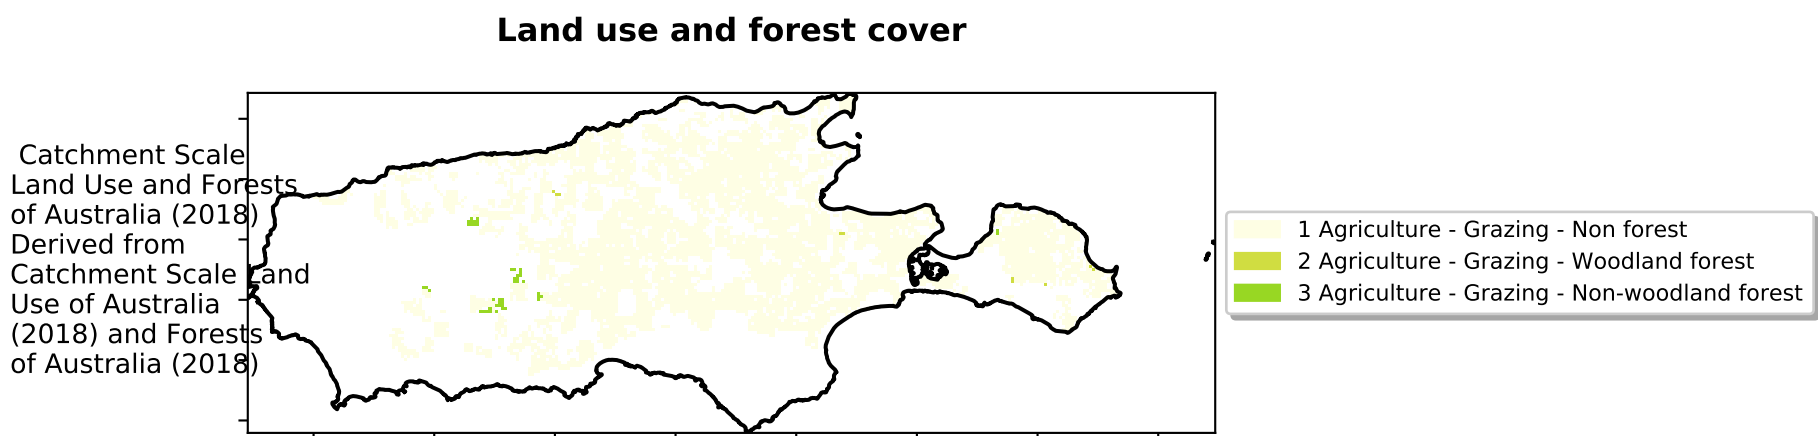 Land use and forest cover
Catchment Scale
Land Use and Forests
of Australia (2018)
Derived from
Catchment Scale Land
Use of Australia
(2018) and Forests
of Australia (2018)
1 Agriculture - Grazing - Non forest
2 Agriculture - Grazing - Woodland forest
3 Agriculture - Grazing - Non-woodland forest